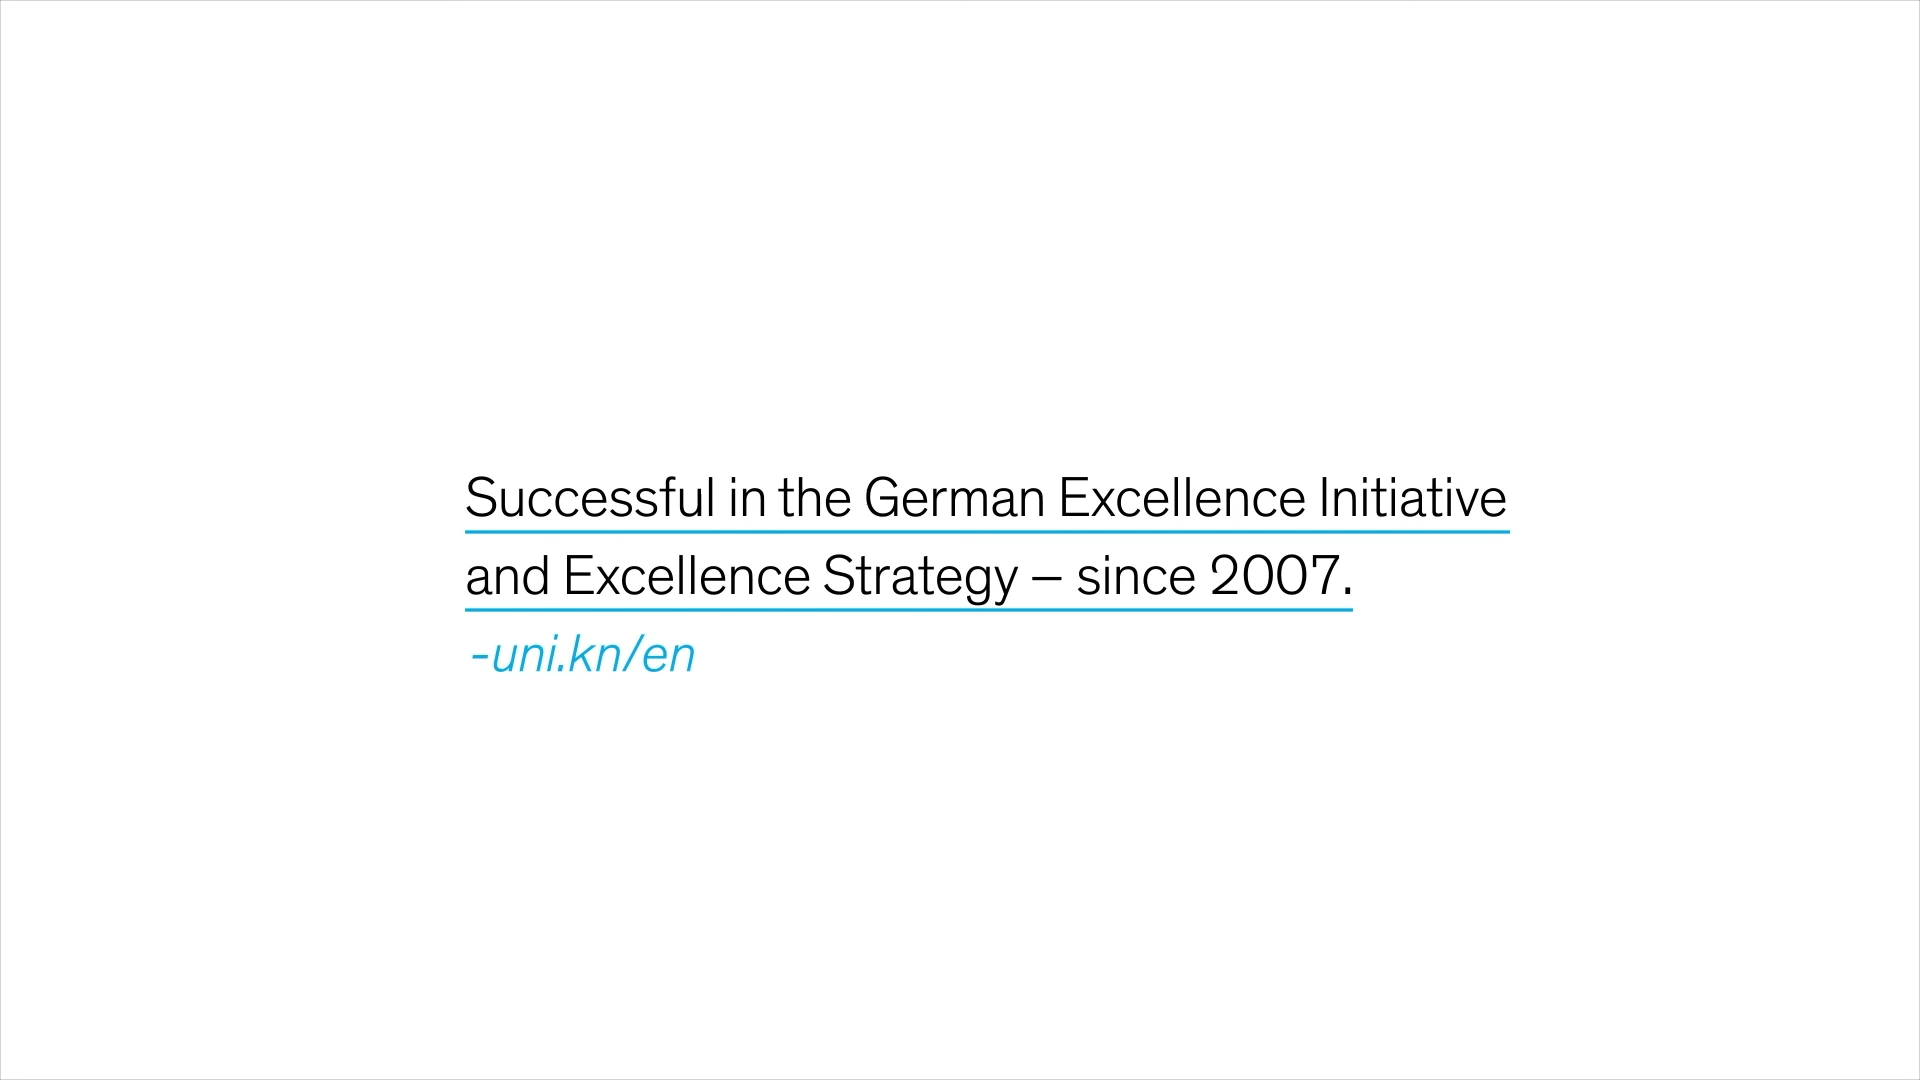 Successful in the German Excellence Initiative
and Excellence Strategy – since 2007.
-uni.kn/en